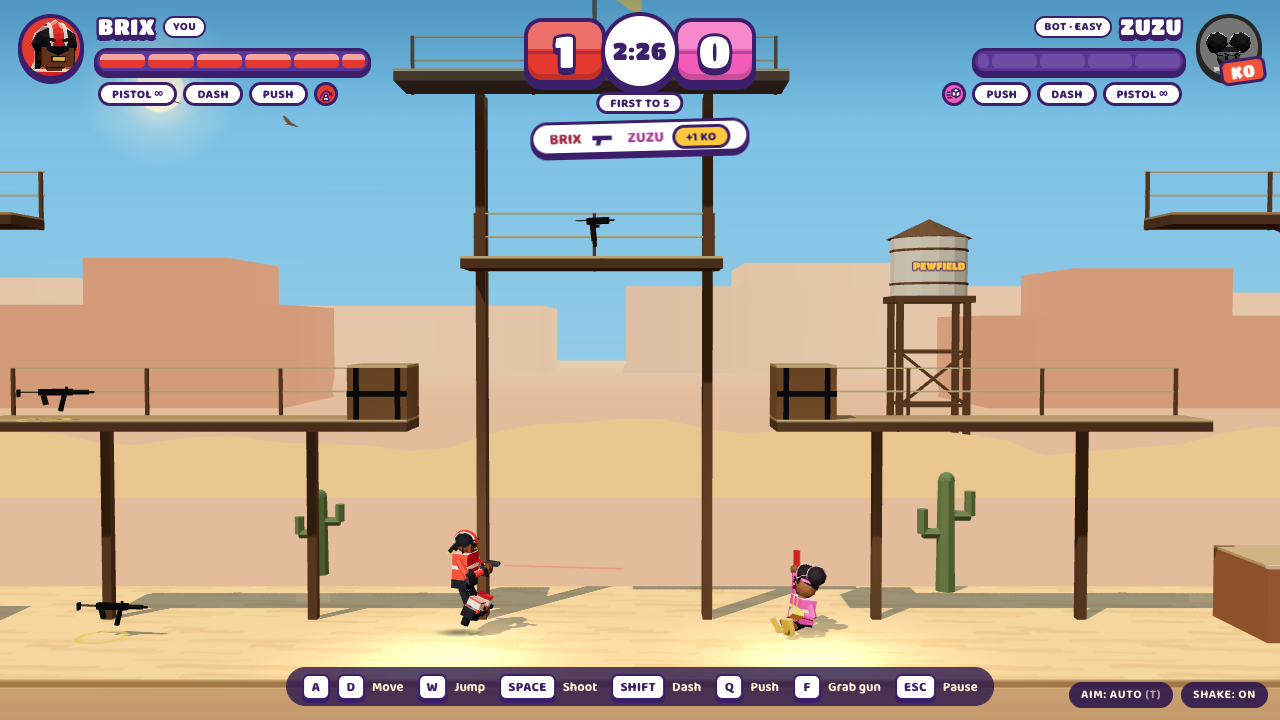 BRIX YOU
PISTOL ∞ DASH PUSH
1 2:26 0
FIRST TO 5
BRIX ZUZU +1 KO
BOT · EASY ZUZU
KO
PUSH DASH PISTOL ∞
PEWFIELD
A D Move W Jump SPACE Shoot SHIFT Dash Q Push F Grab gun ESC Pause
AIM: AUTO (T) SHAKE: ON